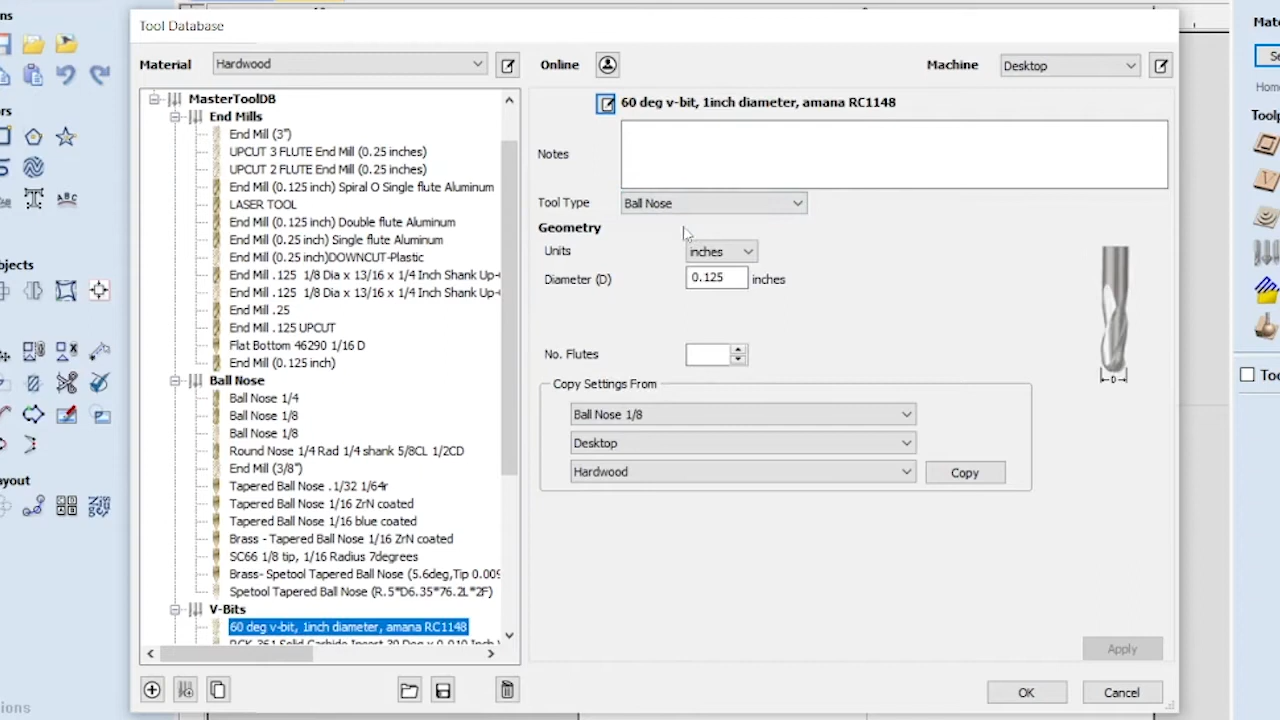 Tool Database
Material
Hardwood
Online
Machine
Desktop
MasterToolDB
End Mills
End Mill (3")
UPCUT 3 FLUTE End Mill (0.25 inches)
UPCUT 2 FLUTE End Mill (0.25 inches)
End Mill (0.125 inch) Spiral O Single flute Aluminum
LASER TOOL
End Mill (0.125 inch) Double flute Aluminum
End Mill (0.25 inch) Single flute Aluminum
End Mill (0.25 inch)DOWNCUT-Plastic
End Mill .125 1/8 Dia x 13/16 x 1/4 Inch Shank Up-
End Mill .125 1/8 Dia x 13/16 x 1/4 Inch Shank Up-
End Mill .25
End Mill .125 UPCUT
Flat Bottom 46290 1/16 D
End Mill (0.125 inch)
Ball Nose
Ball Nose 1/4
Ball Nose 1/8
Ball Nose 1/8
Round Nose 1/4 Rad 1/4 shank 5/8CL 1/2CD
End Mill (3/8")
Tapered Ball Nose .1/32 1/64r
Tapered Ball Nose 1/16 ZrN coated
Tapered Ball Nose 1/16 blue coated
Brass - Tapered Ball Nose 1/16 ZrN coated
SC66 1/8 tip, 1/16 Radius 7degrees
Brass- Spetool Tapered Ball Nose (5.6deg,Tip 0.009
Spetool Tapered Ball Nose (R.5*D6.35*76.2L*2F)
V-Bits
60 deg v-bit, 1inch diameter, amana RC1148
60 deg v-bit, 1inch diameter, amana RC1148
Notes
Tool Type
Ball Nose
Geometry
Units
inches
Diameter (D)
0.125
inches
No. Flutes
Copy Settings From
Ball Nose 1/8
Desktop
Hardwood
Copy
D
Apply
OK
Cancel